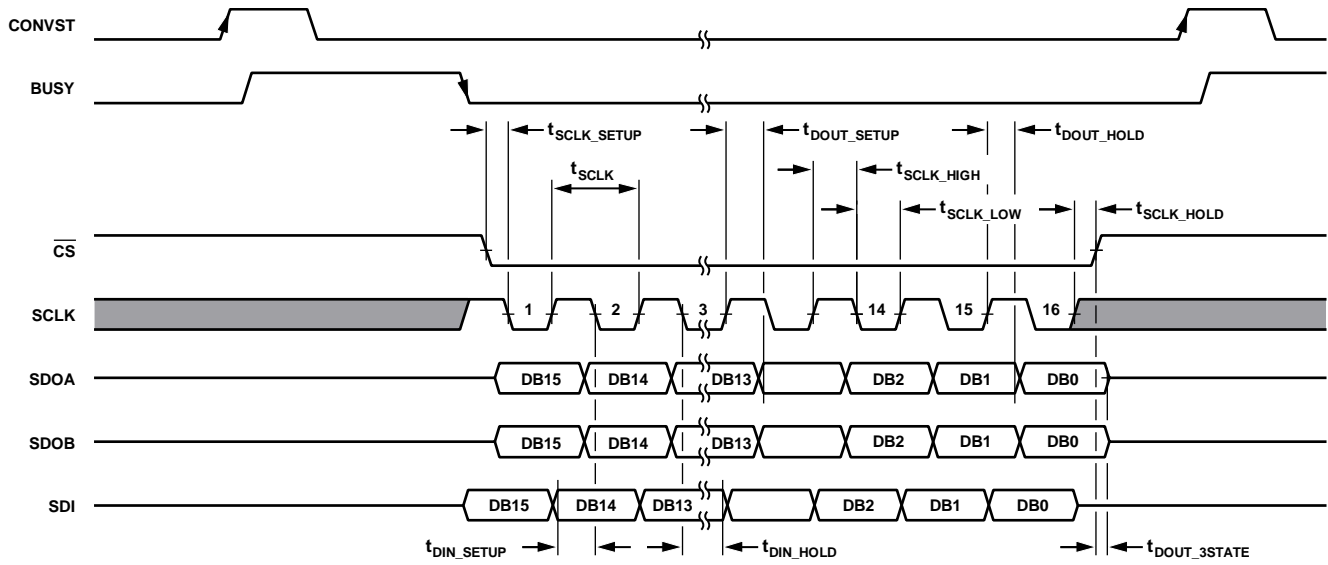 CONVST
BUSY
tSCLK_SETUP
tDOUT_SETUP
tDOUT_HOLD
tSCLK
tSCLK_HIGH
tSCLK_LOW
tSCLK_HOLD
CS
SCLK 1 2 3 14 15 16
SDOA DB15 DB14 DB13 DB2 DB1 DB0
SDOB DB15 DB14 DB13 DB2 DB1 DB0
SDI DB15 DB14 DB13 DB2 DB1 DB0
tDIN_SETUP tDIN_HOLD tDOUT_3STATE